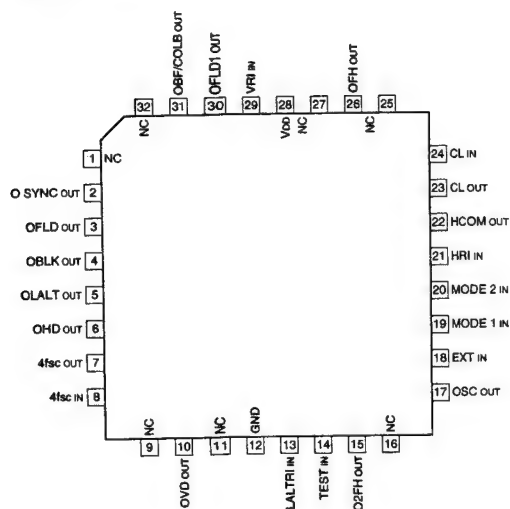 OBF/COLB OUT
OFLD1 OUT
VRI IN
OFH OUT
32 31 30 29 28 27 26 25
NC VDD NC NC
1 NC
O SYNC OUT 2
OFLD OUT 3
OBLK OUT 4
OLALT OUT 5
OHD OUT 6
4fsc OUT 7
4fsc IN 8
24 CL IN
23 CL OUT
22 HCOM OUT
21 HRI IN
20 MODE 2 IN
19 MODE 1 IN
18 EXT IN
17 OSC OUT
NC NC GND NC
9 10 11 12 13 14 15 16
OVD OUT
LALTRI IN
TEST IN
O2FH OUT